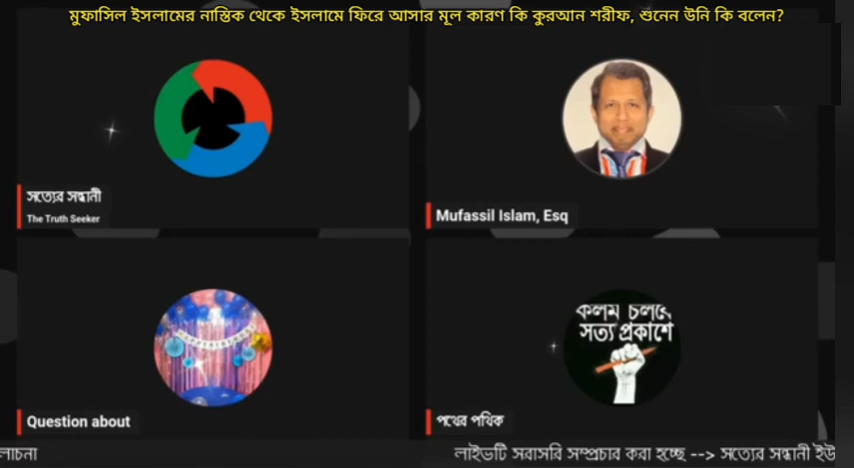 মুফাসিল ইসলামের নাস্তিক থেকে ইসলামে ফিরে আসার মূল কারণ কি কুরআন শরীফ, শুনেন উনি কি বলেন?
সত্যের সন্ধানী
The Truth Seeker
Mufassil Islam, Esq
কলম চলবে
সত্য প্রকাশে
Question about
পথের পথিক
লাইভটি সরাসরি সম্প্রচার করা হচ্ছে --> সত্যের সন্ধানী ইউ